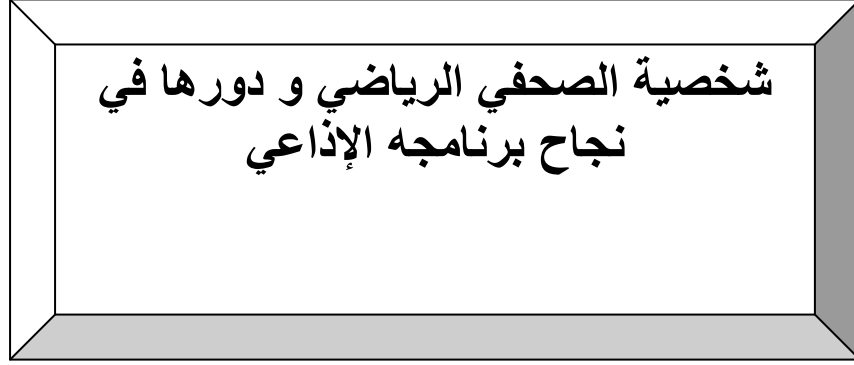 شخصية الصحفي الرياضي و دورها في
نجاح برنامجه الإذاعي